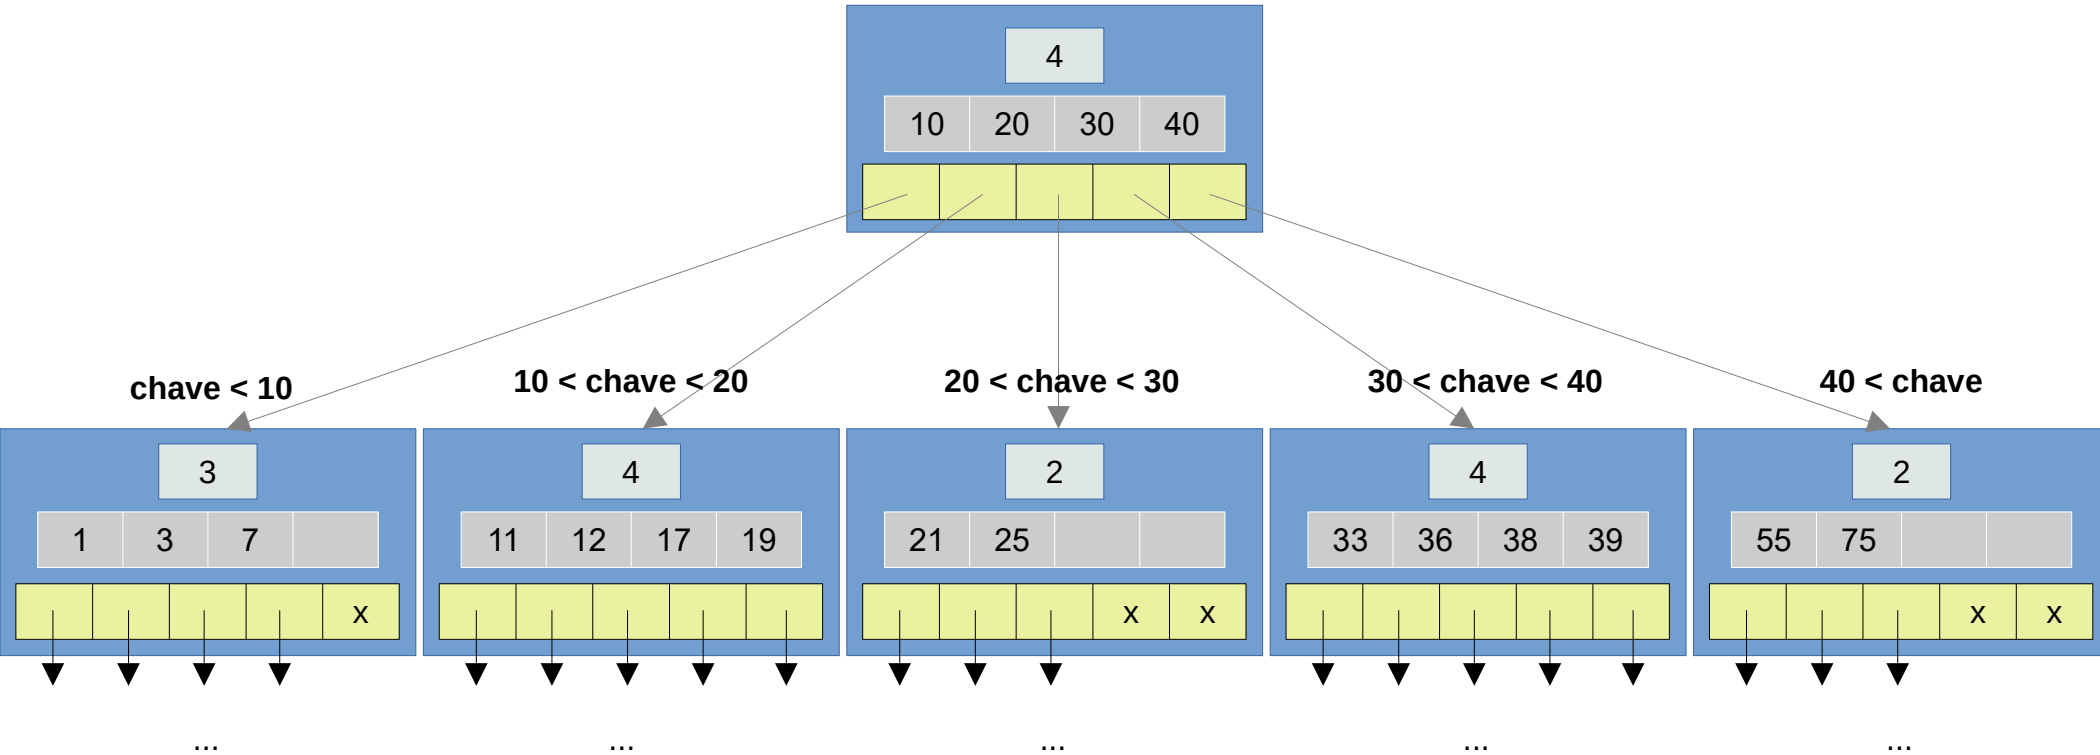 4
10 20 30 40
chave < 10
10 < chave < 20
20 < chave < 30
30 < chave < 40
40 < chave
3
1 3 7
x
4
11 12 17 19
2
21 25
x x
4
33 36 38 39
2
55 75
x x
... ... ... ... ...